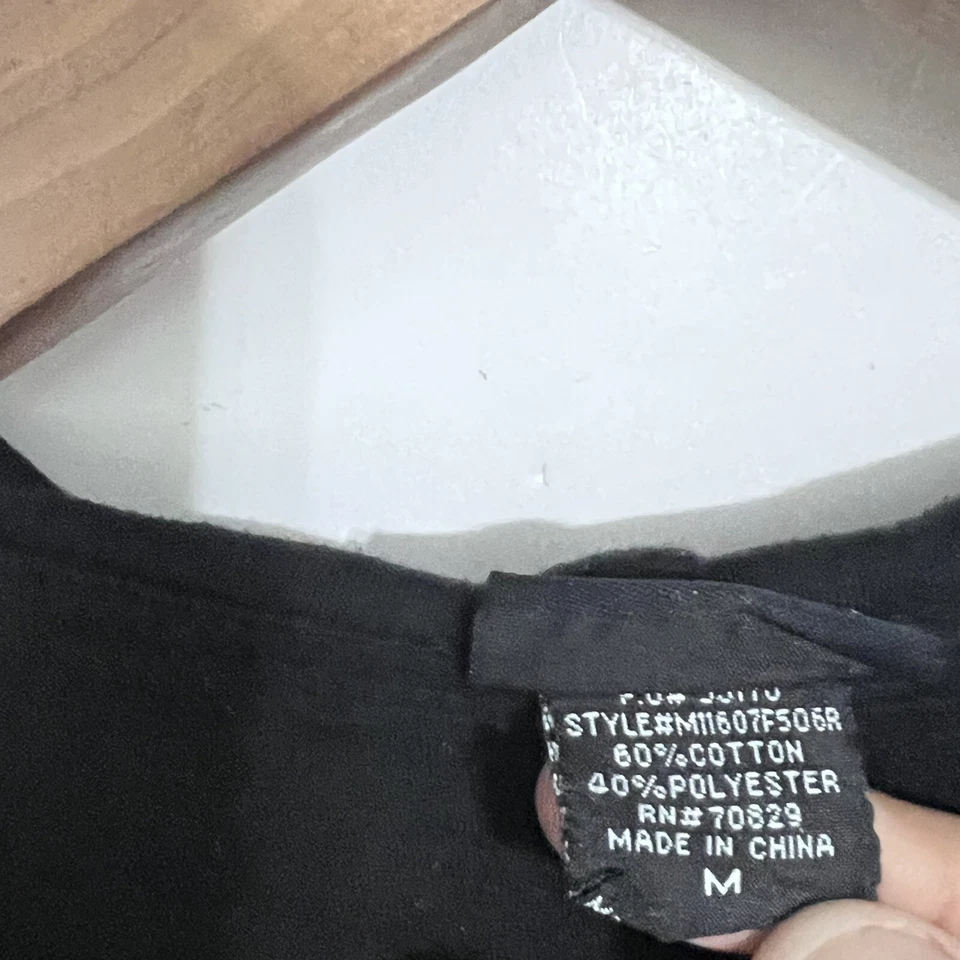 STYLE#M11607F506R
60%COTTON
40%POLYESTER
RN#70829
MADE IN CHINA
M